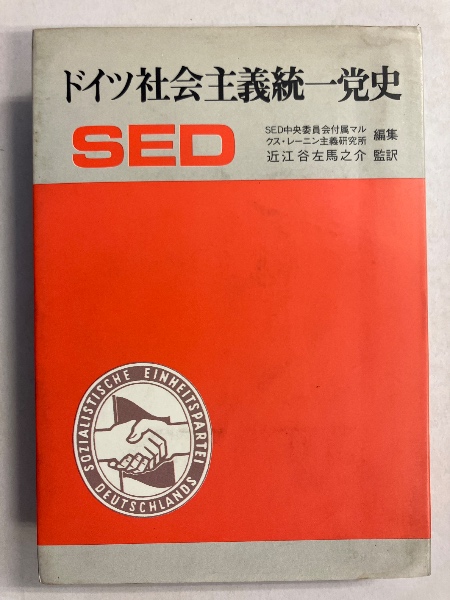 ドイツ社会主義統一党史
SED
SED中央委員会付属マル
クス・レーニン主義研究所 編集
近江谷左馬之介 監訳
SOZIALISTISCHE EINHEITSPARTEI
DEUTSCHLANDS